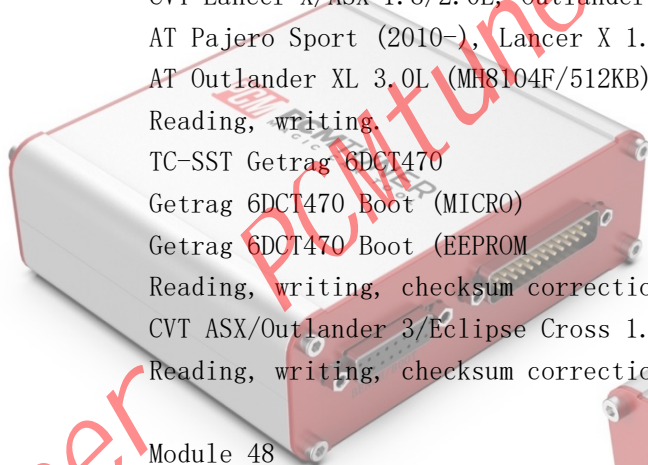 CVT Lancer X/ASX 1.8/2.0L, Outlander
AT Pajero Sport (2010-), Lancer X 1.
AT Outlander XL 3.0L (MH8104F/512KB)
Reading, writing.
TC-SST Getrag 6DCT470
Getrag 6DCT470 Boot (MICRO)
Getrag 6DCT470 Boot (EEPROM
Reading, writing, checksum correctio
CVT ASX/Outlander 3/Eclipse Cross 1.
Reading, writing, checksum correctio
Module 48
PCMtuner
PCMTUNER
MAGIC